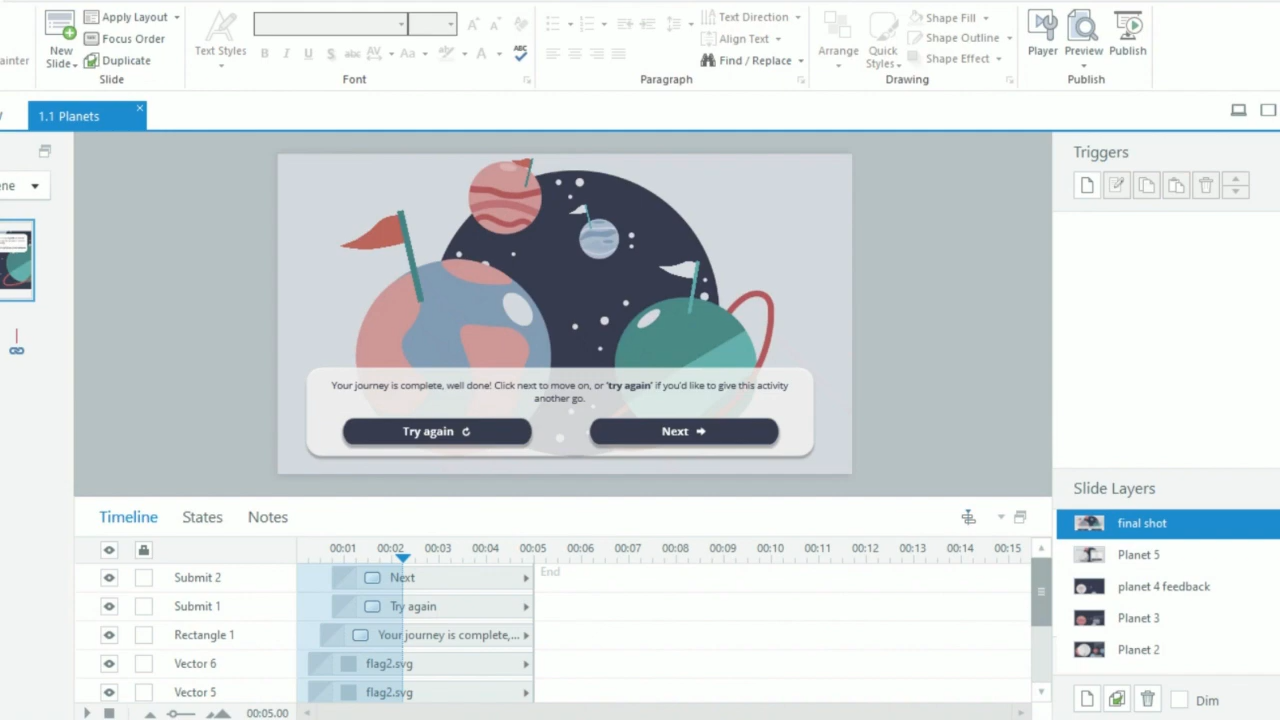 Apply Layout
Focus Order
Duplicate
New
Slide
ainter
Slide
Text Styles
B I U S abc AV Aa ab A ABC
Font
Text Direction
Align Text
Find / Replace
Paragraph
Arrange
Quick
Styles
Shape Fill
Shape Outline
Shape Effect
Drawing
Player
Preview
Publish
Publish
1.1 Planets
ene
Your journey is complete, well done! Click next to move on, or 'try again' if you'd like to give this activity
another go.
Try again
Next
Triggers
Slide Layers
final shot
Planet 5
planet 4 feedback
Planet 3
Planet 2
Dim
Timeline
States
Notes
00:01 00:02 00:03 00:04 00:05 00:06 00:07 00:08 00:09 00:10 00:11 00:12 00:13 00:14 00:15
Submit 2
Next
End
Submit 1
Try again
Rectangle 1
Your journey is complete,...
Vector 6
flag2.svg
Vector 5
flag2.svg
00:05.00